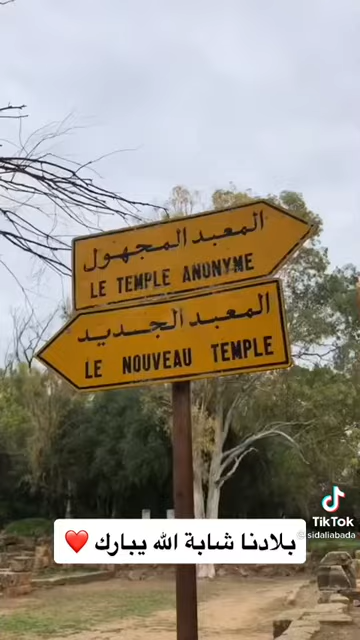 المعبد المجهول
LE TEMPLE ANONYME
المعبد الجديد
LE NOUVEAU TEMPLE
بلادنا شابة الله يبارك ❤️
TikTok
@sidaliabada